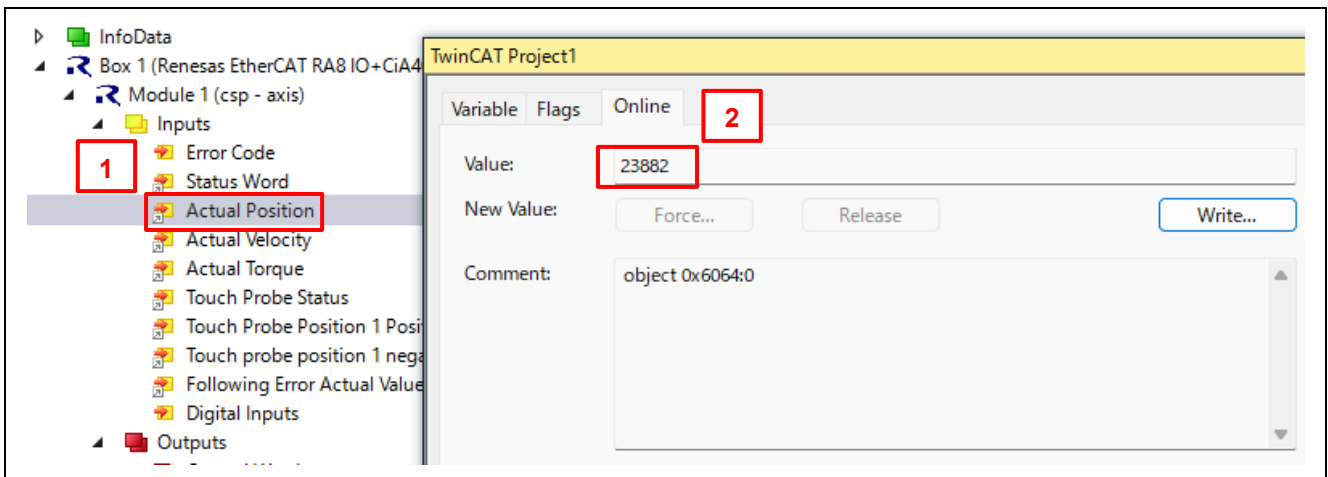 InfoData
Box 1 (Renesas EtherCAT RA8 IO+CiA4
Module 1 (csp - axis)
Inputs
1
Error Code
Status Word
Actual Position
Actual Velocity
Actual Torque
Touch Probe Status
Touch Probe Position 1 Posi
Touch probe position 1 nega
Following Error Actual Value
Digital Inputs
Outputs
TwinCAT Project1
Variable Flags Online
2
Value: 23882
New Value: Force... Release Write...
Comment: object 0x6064:0